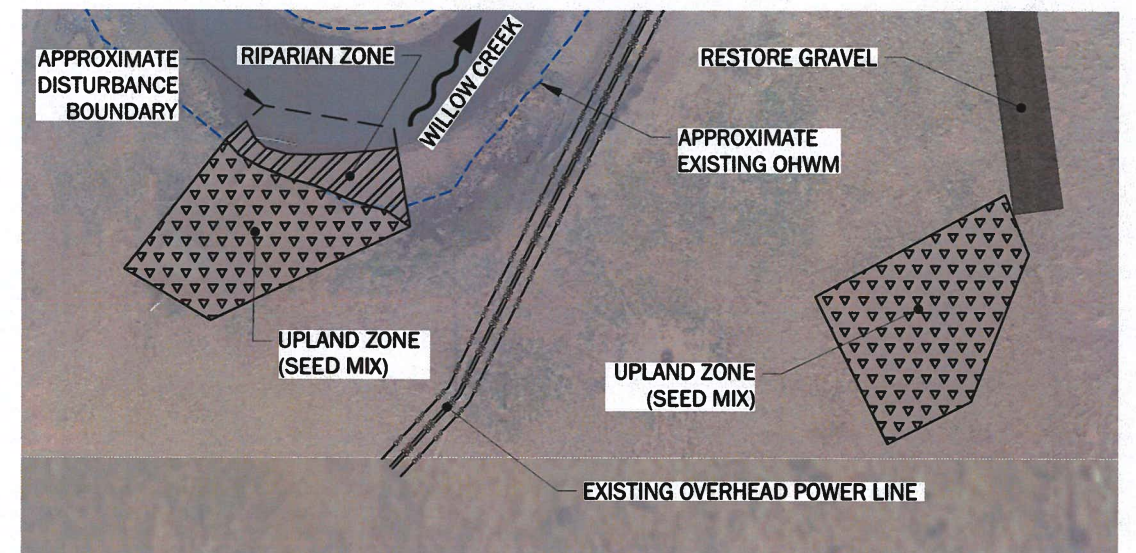 APPROXIMATE
DISTURBANCE
BOUNDARY
RIPARIAN ZONE
WILLOW CREEK
RESTORE GRAVEL
APPROXIMATE
EXISTING OHWM
UPLAND ZONE
(SEED MIX)
UPLAND ZONE
(SEED MIX)
EXISTING OVERHEAD POWER LINE